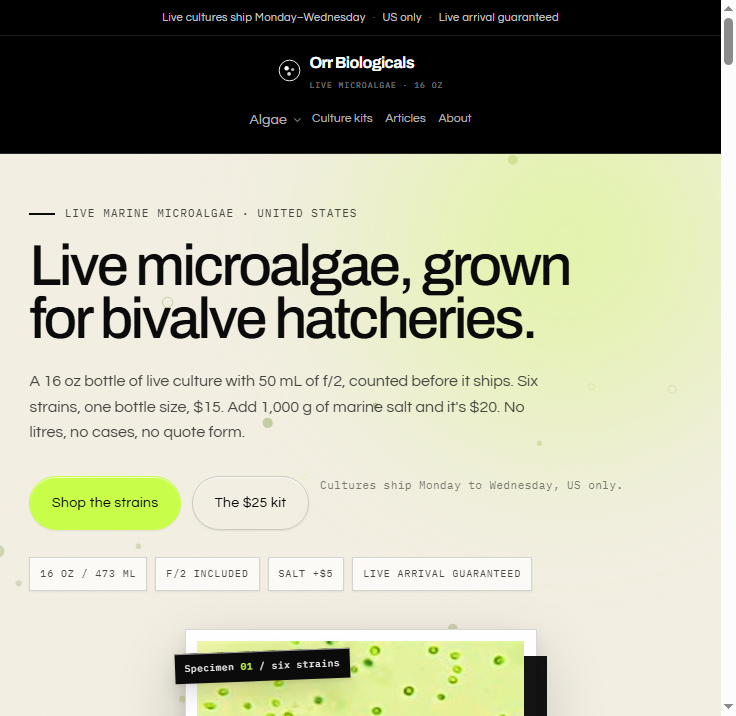 Live cultures ship Monday–Wednesday · US only · Live arrival guaranteed
Orr Biologicals
LIVE MICROALGAE · 16 OZ
Algae Culture kits Articles About
LIVE MARINE MICROALGAE · UNITED STATES
Live microalgae, grown
for bivalve hatcheries.
A 16 oz bottle of live culture with 50 mL of f/2, counted before it ships. Six
strains, one bottle size, $15. Add 1,000 g of marine salt and it's $20. No
litres, no cases, no quote form.
Shop the strains The $25 kit Cultures ship Monday to Wednesday, US only.
16 OZ / 473 ML F/2 INCLUDED SALT +$5 LIVE ARRIVAL GUARANTEED
Specimen 01 / six strains